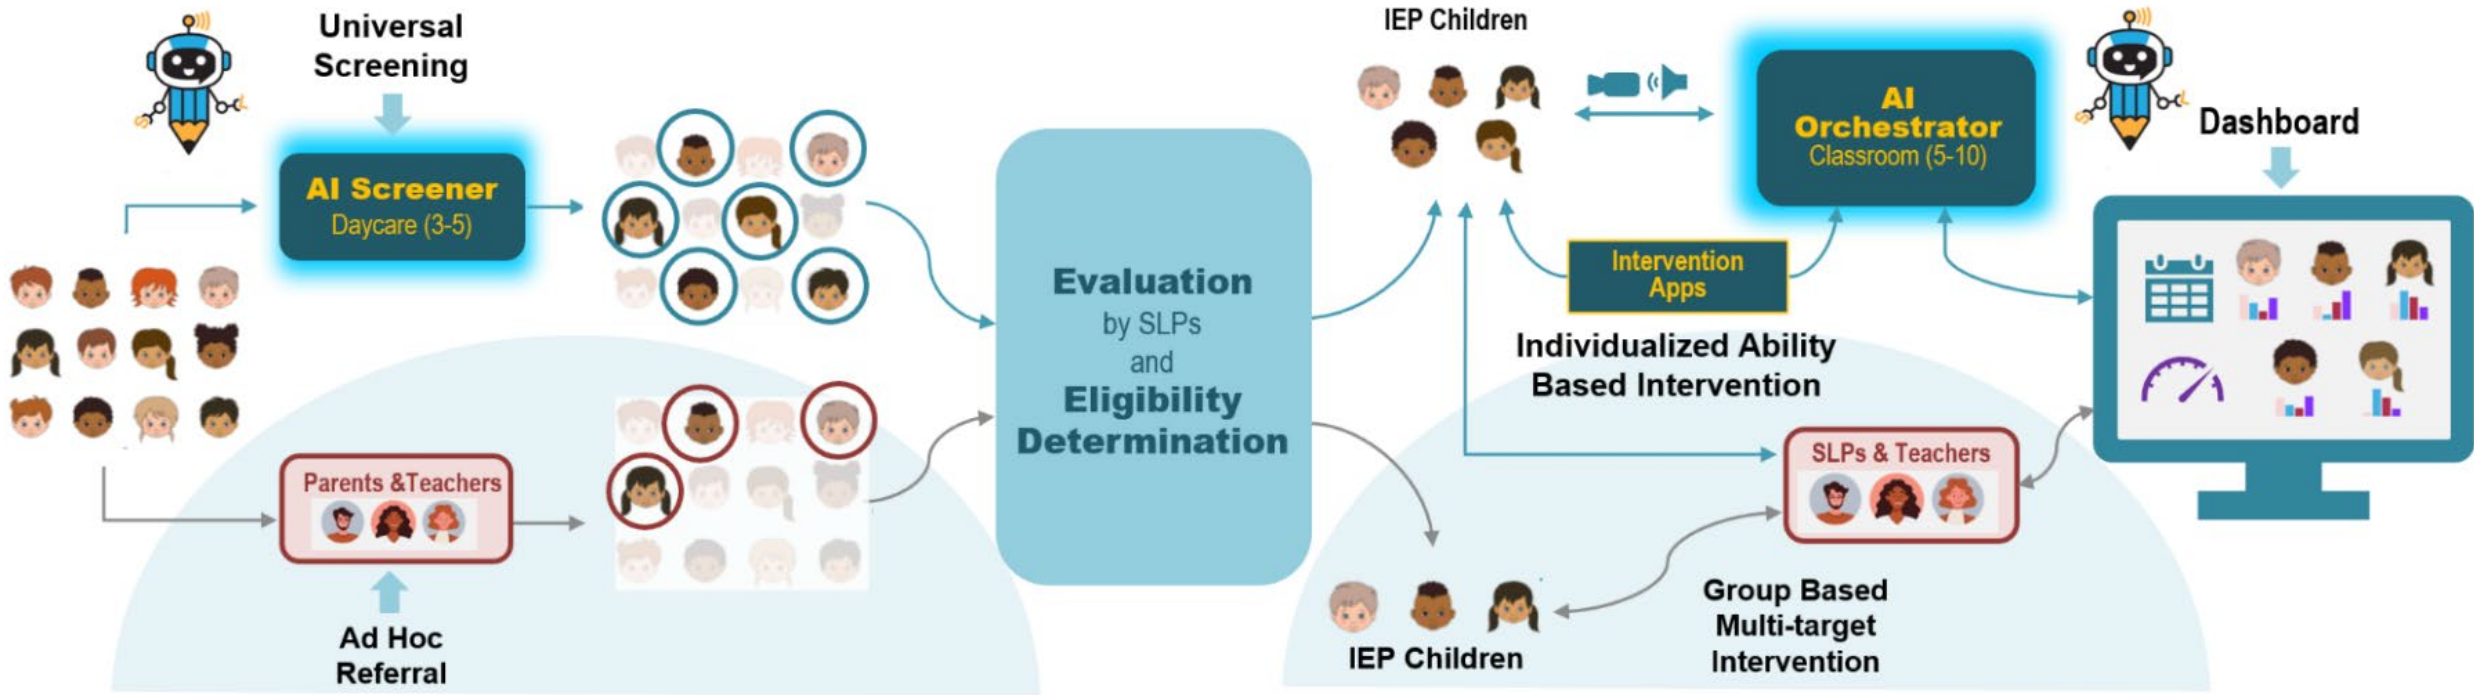 Universal
Screening
AI Screener
Daycare (3-5)
Parents &Teachers
Ad Hoc
Referral
Evaluation
by SLPs
and
Eligibility
Determination
IEP Children
AI
Orchestrator
Classroom (5-10)
Dashboard
Intervention
Apps
Individualized Ability
Based Intervention
SLPs & Teachers
Group Based
Multi-target
Intervention
IEP Children